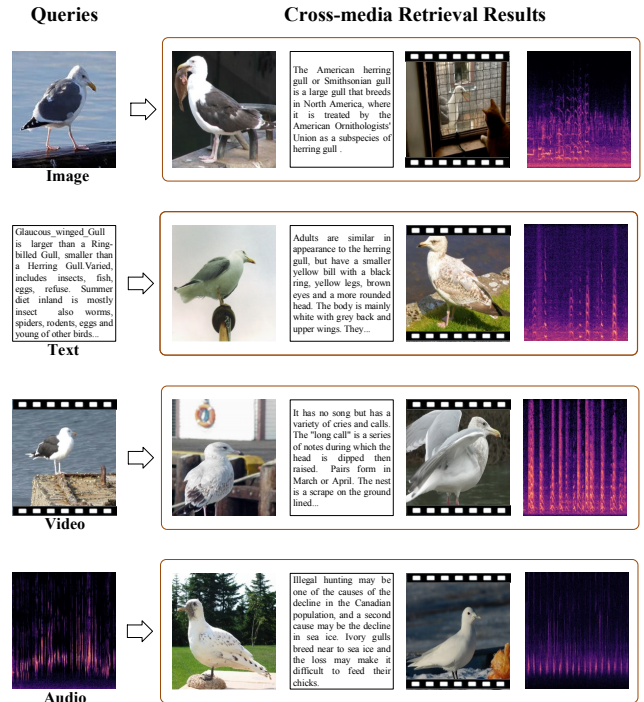 Queries
Cross-media Retrieval Results
Image
The American herring
gull or Smithsonian gull
is a large gull that breeds
in North America, where
it is treated by the
American Ornithologists'
Union as a subspecies of
herring gull .
Glaucous_winged_Gull
is larger than a Ring-
billed Gull, smaller than
a Herring Gull.Varied,
includes insects, fish,
eggs, refuse. Summer
diet inland is mostly
insect also worms,
spiders, rodents, eggs and
young of other birds...
Text
Adults are similar in
appearance to the herring
gull, but have a smaller
yellow bill with a black
ring, yellow legs, brown
eyes and a more rounded
head. The body is mainly
white with grey back and
upper wings. They...
Video
It has no song but has a
variety of cries and calls.
The "long call" is a series
of notes during which the
head is dipped then
raised. Pairs form in
March or April. The nest
is a scrape on the ground
lined...
Audio
Illegal hunting may be
one of the causes of the
decline in the Canadian
population, and a second
cause may be the decline
in sea ice. Ivory gulls
breed near to sea ice and
the loss may make it
difficult to feed their
chicks.